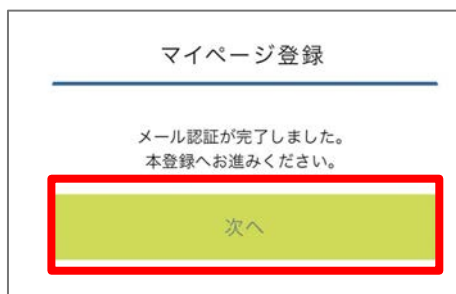 マイページ登録
メール認証が完了しました。
本登録へお進みください。
次へ